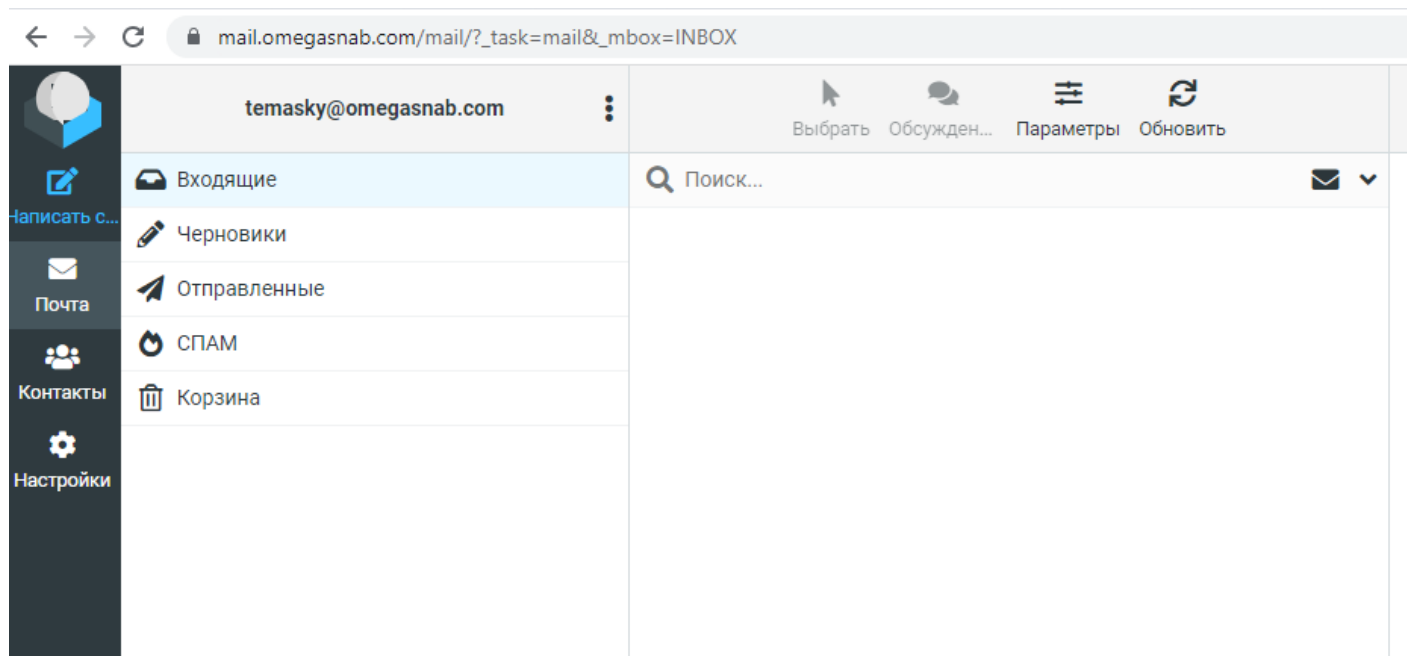 mail.omegasnab.com/mail/?_task=mail&_mbox=INBOX
temasky@omegasnab.com
Выбрать
Обсужден...
Параметры
Обновить
Написать с...
Почта
Контакты
Настройки
Входящие
Черновики
Отправленные
СПАМ
Корзина
Поиск...